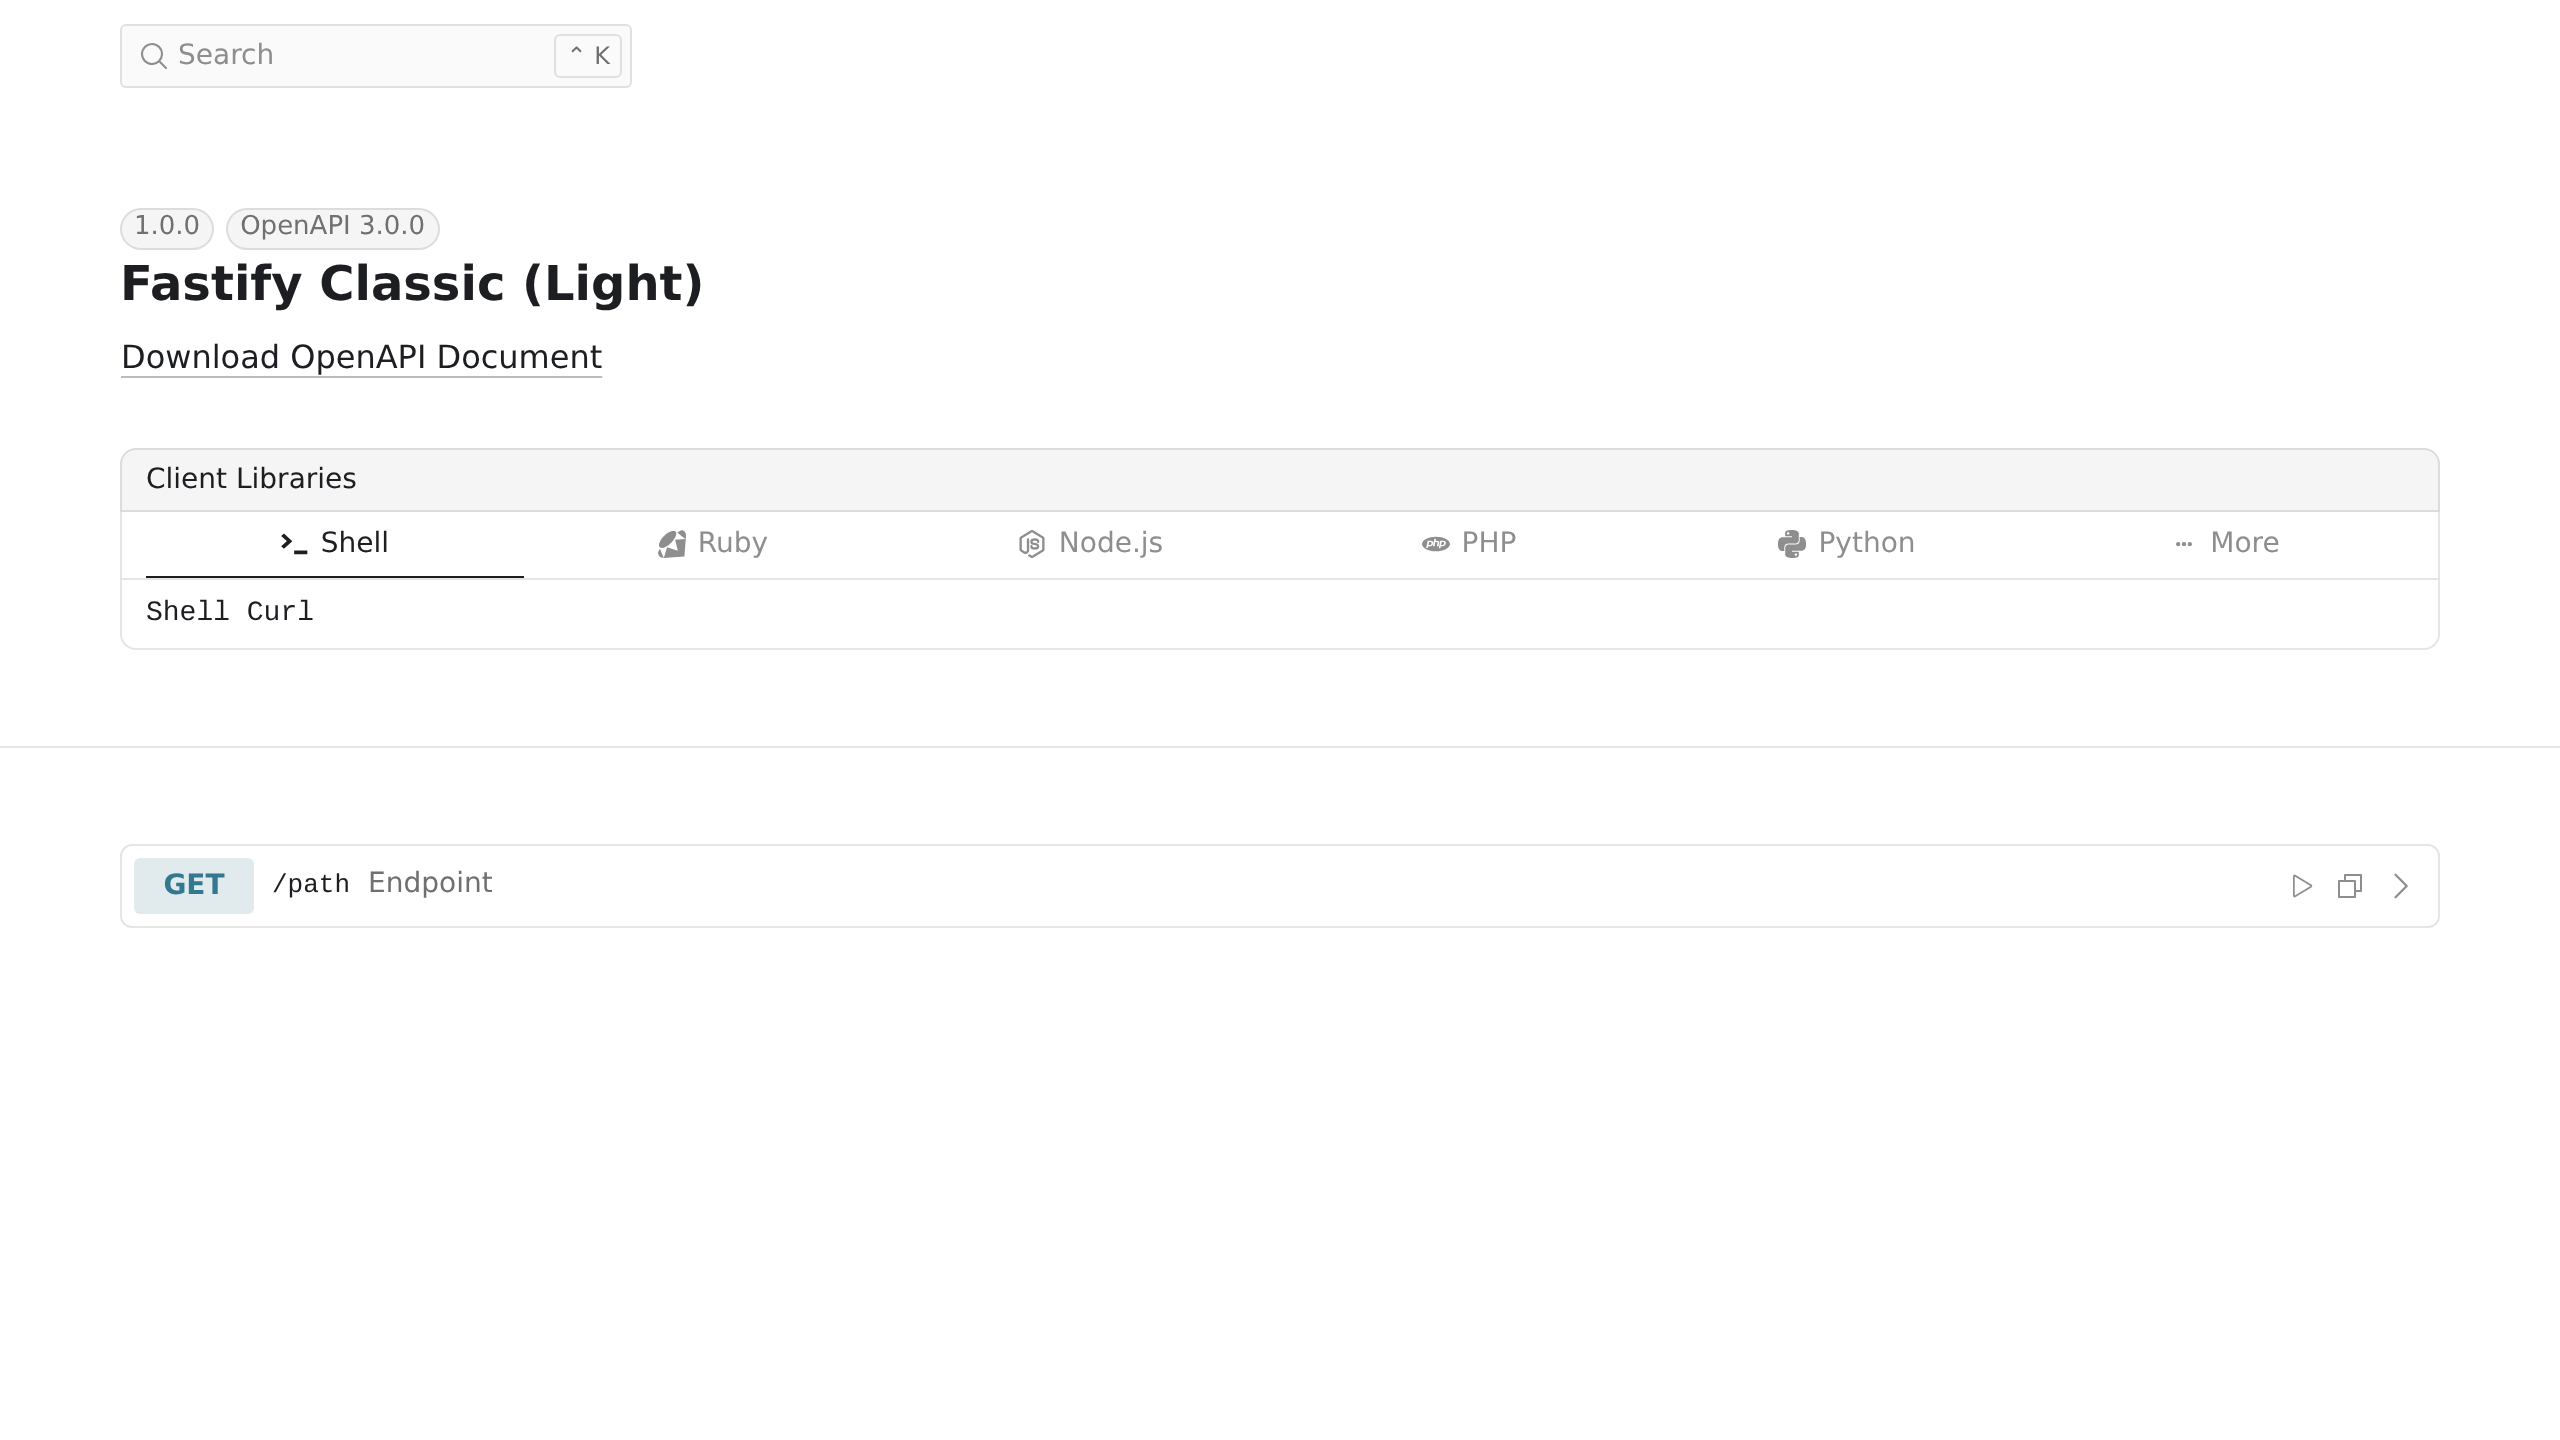 Search ⌃ K
1.0.0 OpenAPI 3.0.0
Fastify Classic (Light)
Download OpenAPI Document
Client Libraries
Shell Ruby Node.js PHP Python More
Shell Curl
GET /path Endpoint